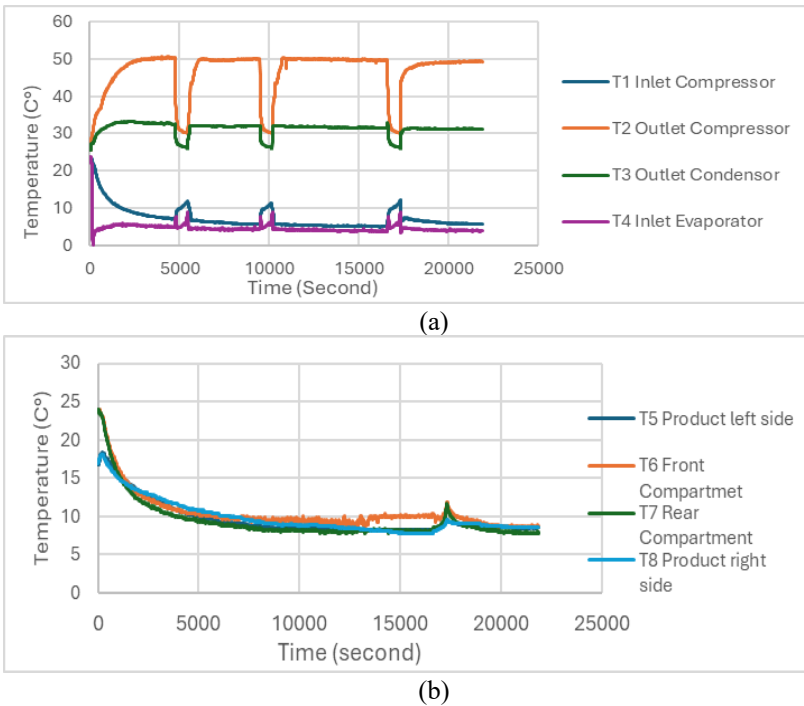 60
50
40
30
20
10
0
Temperature (C°)
0 5000 10000 15000 20000 25000
Time (Second)
T1 Inlet Compressor
T2 Outlet Compressor
T3 Outlet Condensor
T4 Inlet Evaporator
(a)
30
25
20
15
10
5
0
Temperature (C°)
0 5000 10000 15000 20000 25000
Time (second)
T5 Product left side
T6 Front
Compartmet
T7 Rear
Compartment
T8 Product right
side
(b)